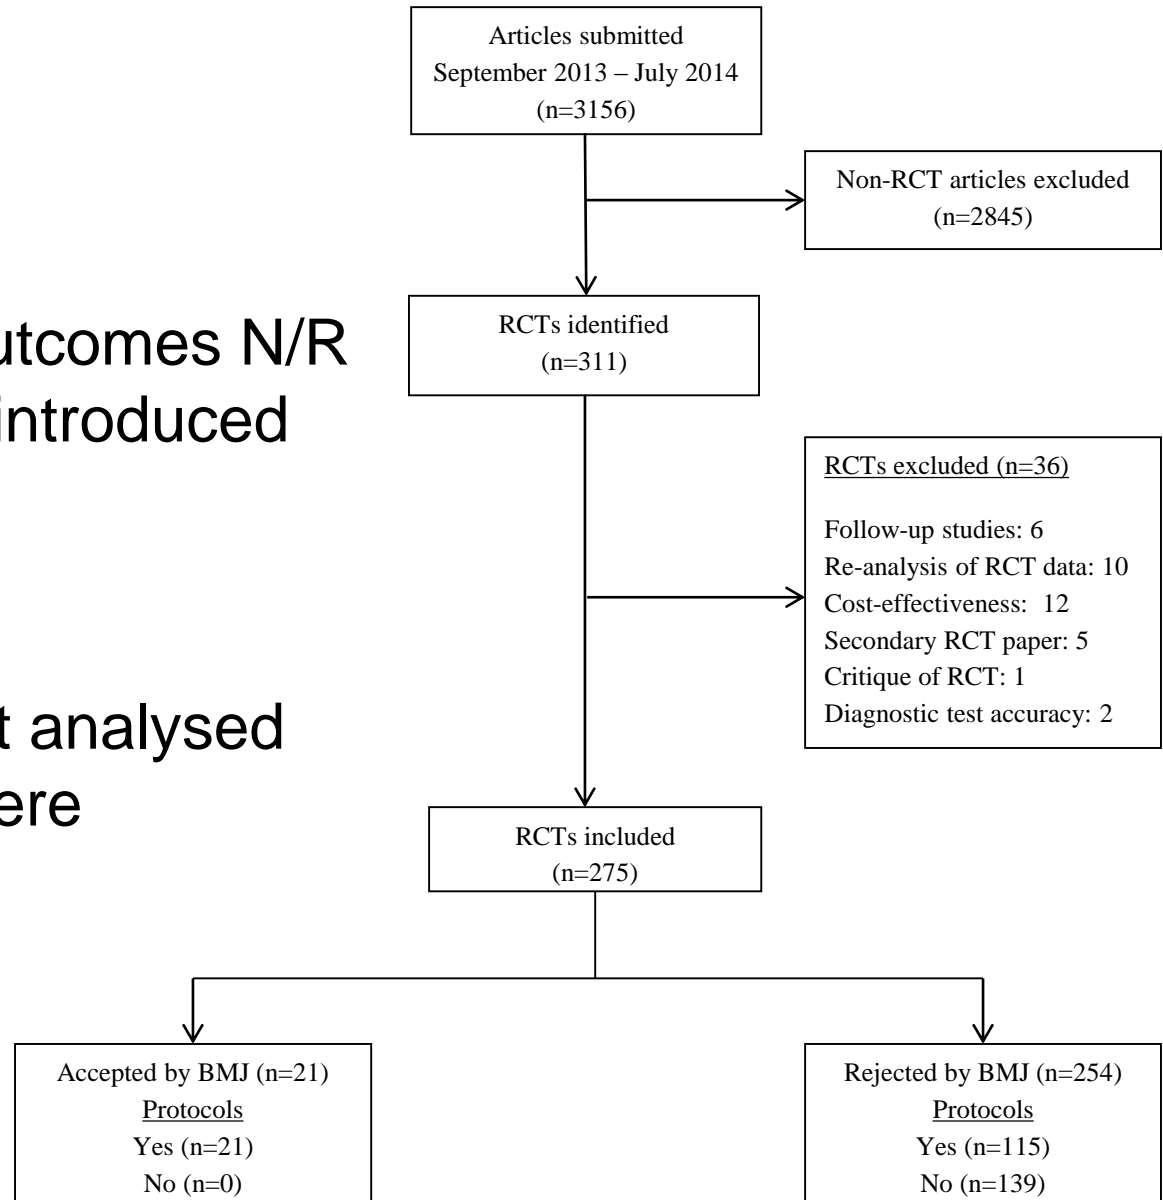 Articles submitted
September 2013 – July 2014
(n=3156)
Non-RCT articles excluded
(n=2845)
RCTs identified
(n=311)
utcomes N/R
introduced
RCTs excluded (n=36)
Follow-up studies: 6
Re-analysis of RCT data: 10
Cost-effectiveness: 12
Secondary RCT paper: 5
Critique of RCT: 1
Diagnostic test accuracy: 2
t analysed
ere
RCTs included
(n=275)
Accepted by BMJ (n=21)
Protocols
Yes (n=21)
No (n=0)
Rejected by BMJ (n=254)
Protocols
Yes (n=115)
No (n=139)